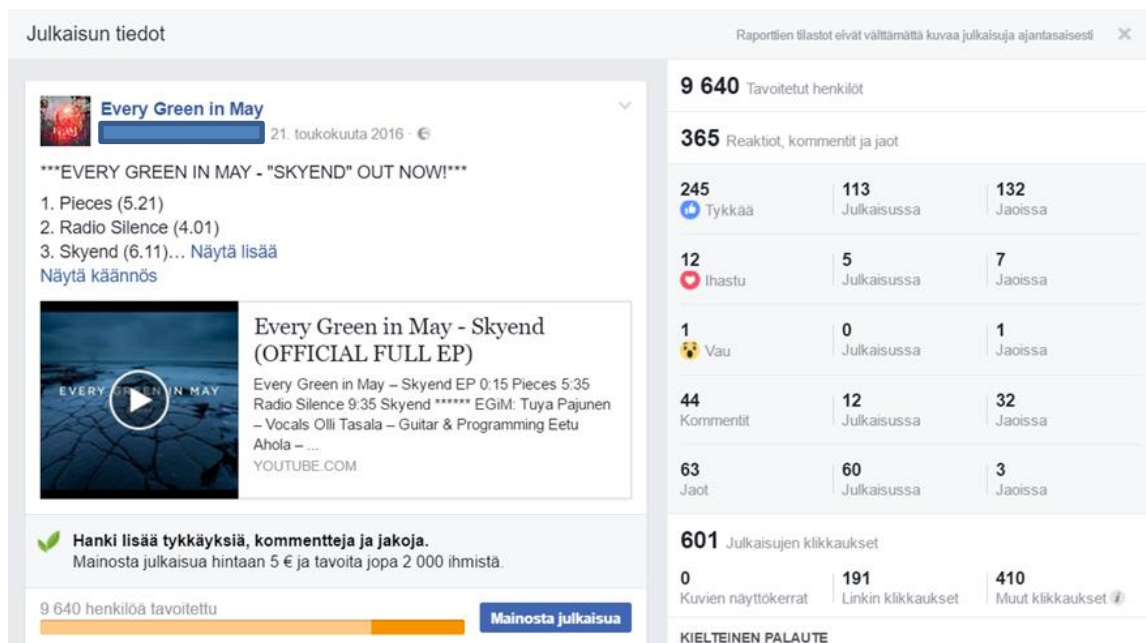 Julkaisun tiedot
Raporttien tilastot eivät välttämättä kuvaa julkaisuja ajantasaisesti
Every Green in May
21. toukokuuta 2016
***EVERY GREEN IN MAY - "SKYEND" OUT NOW!***
1. Pieces (5.21)
2. Radio Silence (4.01)
3. Skyend (6.11)… Näytä lisää
Näytä käännös
EVERY GREEN IN MAY
Every Green in May - Skyend
(OFFICIAL FULL EP)
Every Green in May – Skyend EP 0:15 Pieces 5:35
Radio Silence 9:35 Skyend ****** EGiM: Tuya Pajunen
– Vocals Olli Tasala – Guitar & Programming Eetu
Ahola – ...
YOUTUBE.COM
Hanki lisää tykkäyksiä, kommentteja ja jakoja.
Mainosta julkaisua hintaan 5 € ja tavoita jopa 2 000 ihmistä.
9 640 henkilöä tavoitettu
Mainosta julkaisua
9 640 Tavoitetut henkilöt
365 Reaktiot, kommentit ja jaot
245 113 132
Tykkää Julkaisussa Jaoissa
12 5 7
Ihastu Julkaisussa Jaoissa
1 0 1
Vau Julkaisussa Jaoissa
44 12 32
Kommentit Julkaisussa Jaoissa
63 60 3
Jaot Julkaisussa Jaoissa
601 Julkaisujen klikkaukset
0 191 410
Kuvien näyttökerrat Linkin klikkaukset Muut klikkaukset
KIELTEINEN PALAUTE